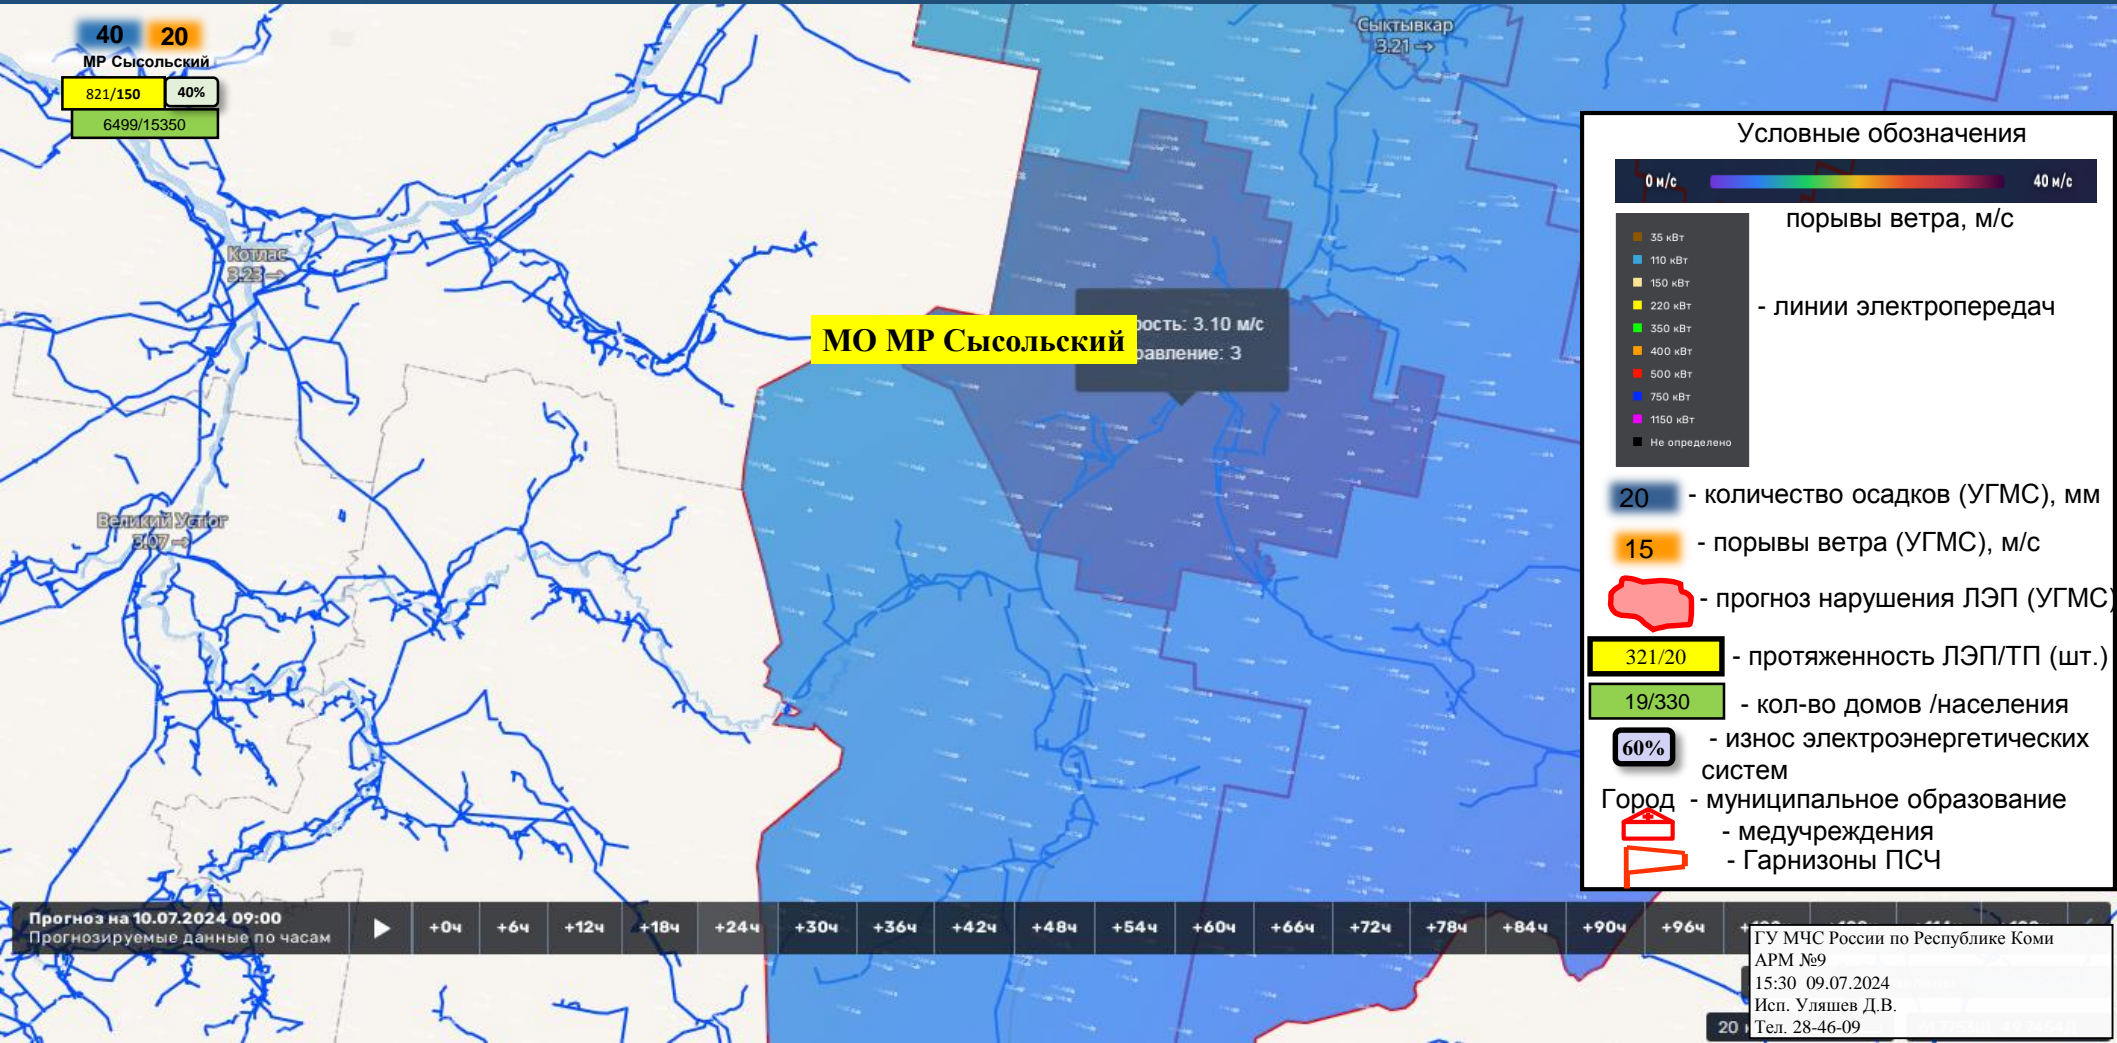 40 20
МР Сысольский
821/150 40%
6499/15350
Сыктывкар
3.21 →
Котлас
3.23 →
Великий Устюг
3.07 →
МО МР Сысольский
рость: 3.10 м/с
равление: З
Условные обозначения
0 м/с 40 м/с
порывы ветра, м/с
35 кВт
110 кВт
150 кВт
220 кВт
350 кВт
400 кВт
500 кВт
750 кВт
1150 кВт
Не определено
- линии электропередач
20 - количество осадков (УГМС), мм
15 - порывы ветра (УГМС), м/с
- прогноз нарушения ЛЭП (УГМС)
321/20 - протяженность ЛЭП/ТП (шт.)
19/330 - кол-во домов /населения
60% - износ электроэнергетических
систем
Город - муниципальное образование
- медучреждения
- Гарнизоны ПСЧ
Прогноз на 10.07.2024 09:00
Прогнозируемые данные по часам
+0ч +6ч +12ч +18ч +24ч +30ч +36ч +42ч +48ч +54ч +60ч +66ч +72ч +78ч +84ч +90ч +96ч
ГУ МЧС России по Республике Коми
АРМ №9
15:30 09.07.2024
Исп. Уляшев Д.В.
Тел. 28-46-09
20